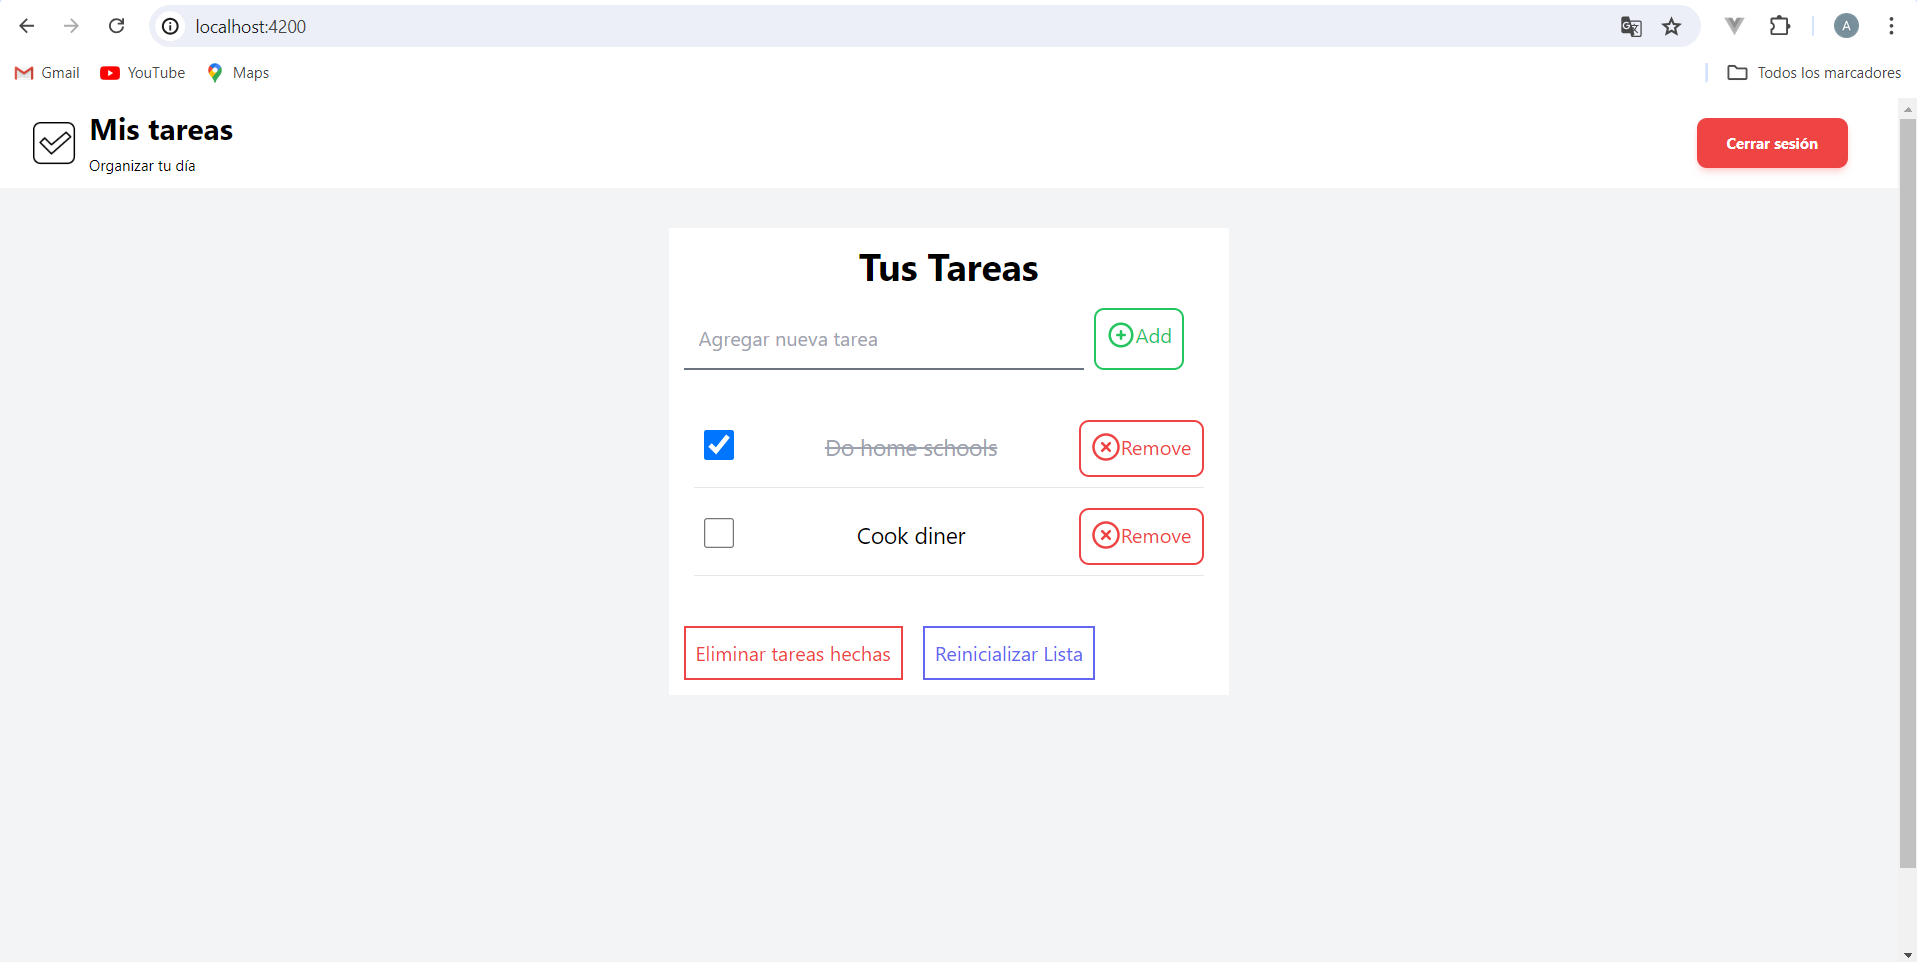 localhost:4200
A
Gmail YouTube Maps Todos los marcadores
Mis tareas
Organizar tu día
Cerrar sesión
Tus Tareas
Agregar nueva tarea Add
Do home schools Remove
Cook diner Remove
Eliminar tareas hechas Reinicializar Lista